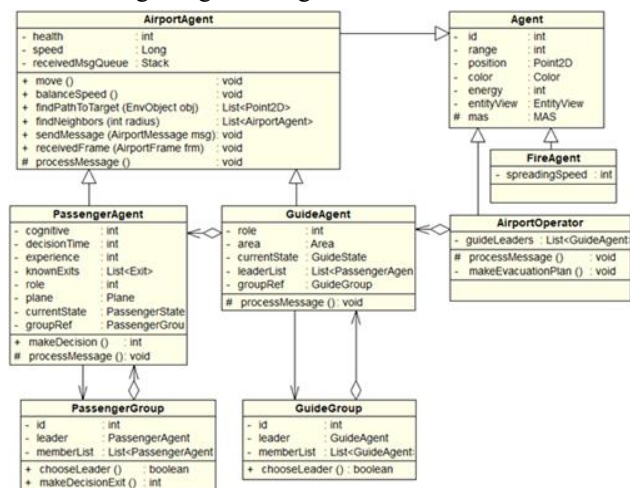 AirportAgent
- health : int
- speed : Long
- receivedMsgQueue : Stack
+ move () : void
+ balanceSpeed () : void
+ findPathToTarget (EnvObject obj) : List<Point2D>
+ findNeighbors (int radius) : List<AirportAgent>
+ sendMessage (AirportMessage msg) : void
+ receivedFrame (AirportFrame frm) : void
# processMessage () : void
Agent
- id : int
- range : int
- position : Point2D
- color : Color
- energy : int
- entityView : EntityView
# mas : MAS
FireAgent
- spreadingSpeed : int
PassengerAgent
- cognitive : int
- decisionTime : int
- experience : int
- knownExits : List<Exit>
- role : int
- plane : Plane
- currentState : PassengerState
- groupRef : PassengerGrou
+ makeDecision () : int
# processMessage () : void
GuideAgent
- role : int
- area : Area
- currentState : GuideState
- leaderList : List<PassengerAgen
- groupRef : GuideGroup
# processMessage () : void
AirportOperator
- guideLeaders : List<GuideAgent>
# processMessage () : void
- makeEvacuationPlan () : void
PassengerGroup
- id : int
- leader : PassengerAgent
- memberList : List<PassengerAgent
+ chooseLeader () : boolean
+ makeDecisionExit () : int
GuideGroup
- id : int
- leader : GuideAgent
- memberList : List<GuideAgent>
+ chooseLeader () : boolean